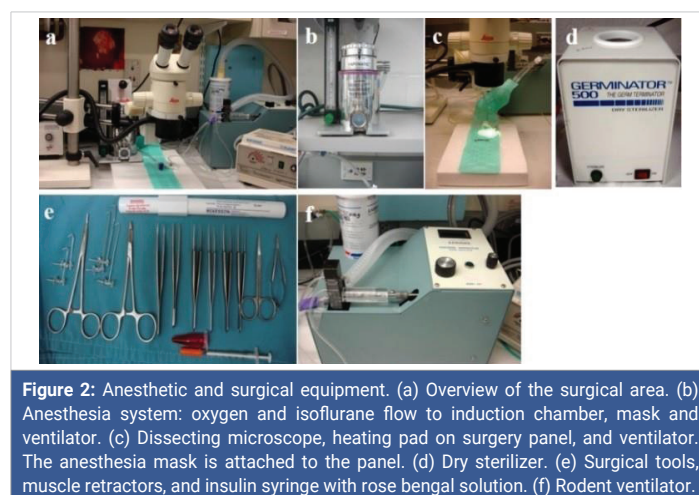 a
b
c
d
GERMINATOR™
500 THE GERM TERMINATOR
DRY STERILIZER
e
f
Figure 2: Anesthetic and surgical equipment. (a) Overview of the surgical area. (b)
Anesthesia system: oxygen and isoflurane flow to induction chamber, mask and
ventilator. (c) Dissecting microscope, heating pad on surgery panel, and ventilator.
The anesthesia mask is attached to the panel. (d) Dry sterilizer. (e) Surgical tools,
muscle retractors, and insulin syringe with rose bengal solution. (f) Rodent ventilator.